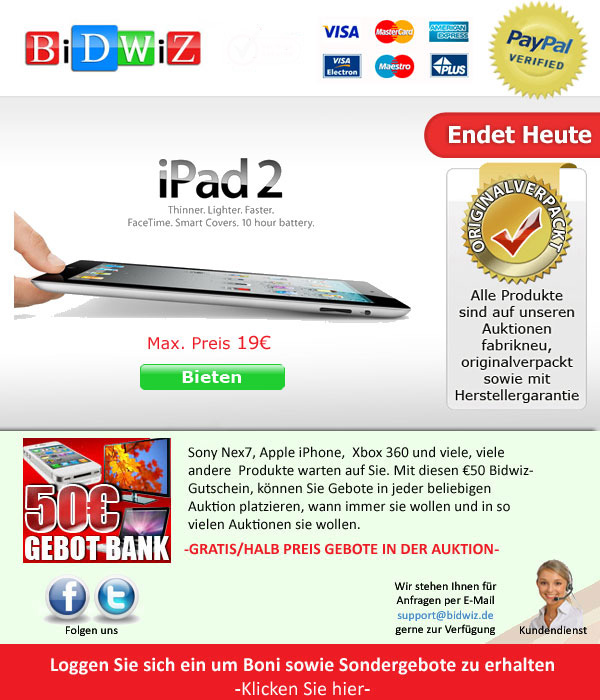 BiDWiZ
VISA
MasterCard
AMERICAN EXPRESS
VISA Electron
Maestro
PLUS
PayPal
VERIFIED
Endet Heute
iPad 2
Thinner. Lighter. Faster.
FaceTime. Smart Covers. 10 hour battery.
Max. Preis 19€
Bieten
ORIGINALVERPACKT
Alle Produkte
sind auf unseren
Auktionen
fabrikneu,
originalverpackt
sowie mit
Herstellergarantie
50€
GEBOT BANK
Sony Nex7, Apple iPhone, Xbox 360 und viele, viele
andere Produkte warten auf Sie. Mit diesen €50 Bidwiz-
Gutschein, können Sie Gebote in jeder beliebigen
Auktion platzieren, wann immer sie wollen und in so
vielen Auktionen sie wollen.
-GRATIS/HALB PREIS GEBOTE IN DER AUKTION-
Folgen uns
Wir stehen Ihnen für
Anfragen per E-Mail
support@bidwiz.de
gerne zur Verfügung
Kundendienst
Loggen Sie sich ein um Boni sowie Sondergebote zu erhalten
-Klicken Sie hier-